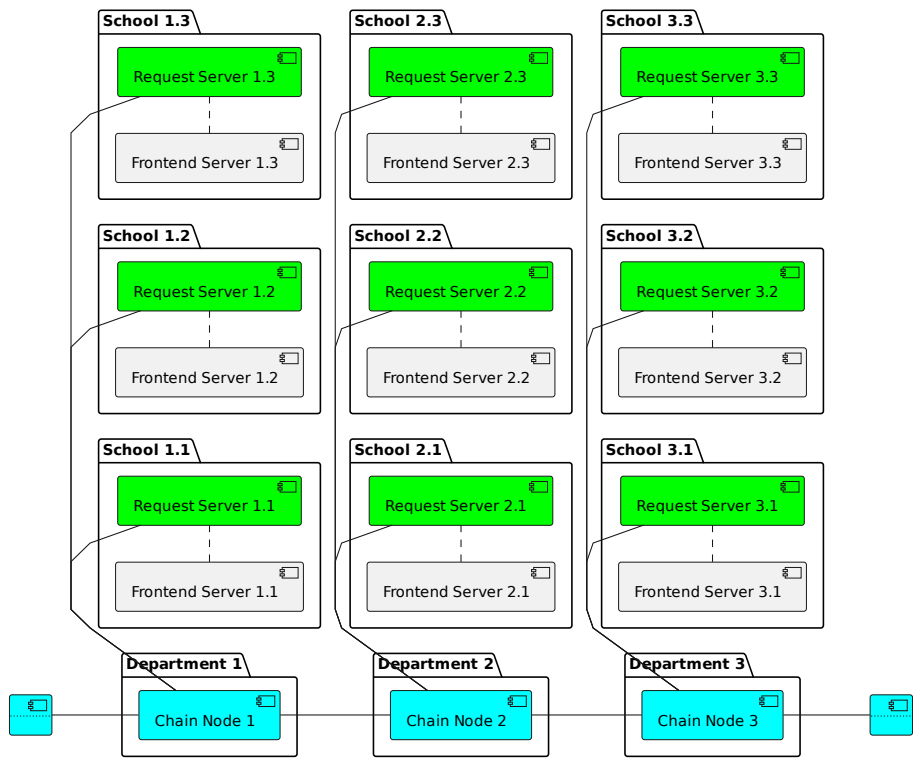 School 1.3
School 2.3
School 3.3
Request Server 1.3
Request Server 2.3
Request Server 3.3
Frontend Server 1.3
Frontend Server 2.3
Frontend Server 3.3
School 1.2
School 2.2
School 3.2
Request Server 1.2
Request Server 2.2
Request Server 3.2
Frontend Server 1.2
Frontend Server 2.2
Frontend Server 3.2
School 1.1
School 2.1
School 3.1
Request Server 1.1
Request Server 2.1
Request Server 3.1
Frontend Server 1.1
Frontend Server 2.1
Frontend Server 3.1
Department 1
Department 2
Department 3
Chain Node 1
Chain Node 2
Chain Node 3